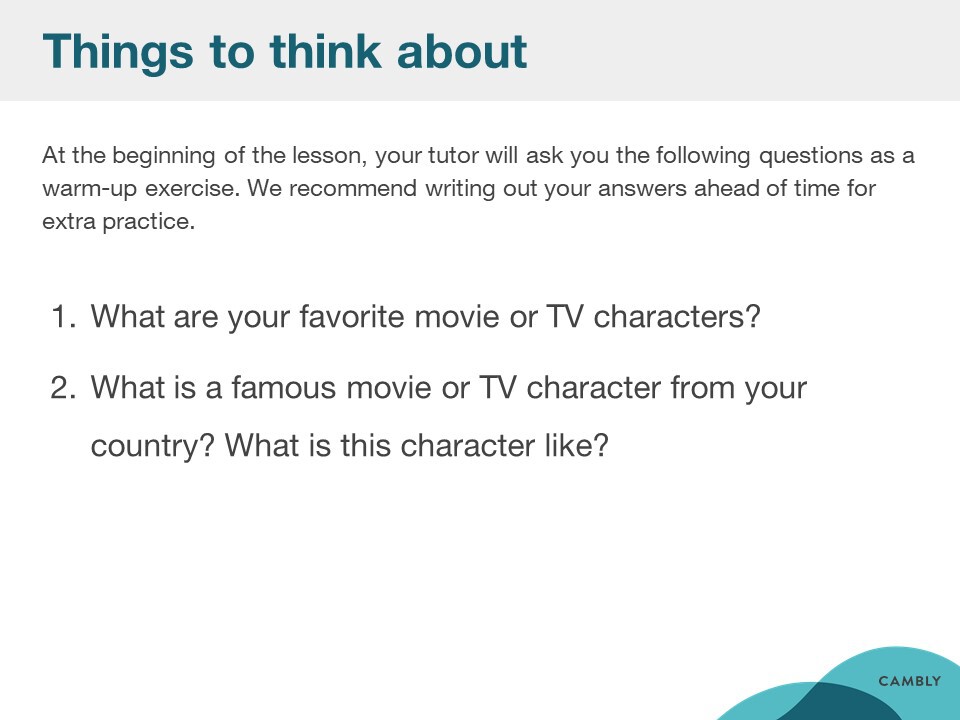 Things to think about
At the beginning of the lesson, your tutor will ask you the following questions as a
warm-up exercise. We recommend writing out your answers ahead of time for
extra practice.
1. What are your favorite movie or TV characters?
2. What is a famous movie or TV character from your
country? What is this character like?
CAMBLY